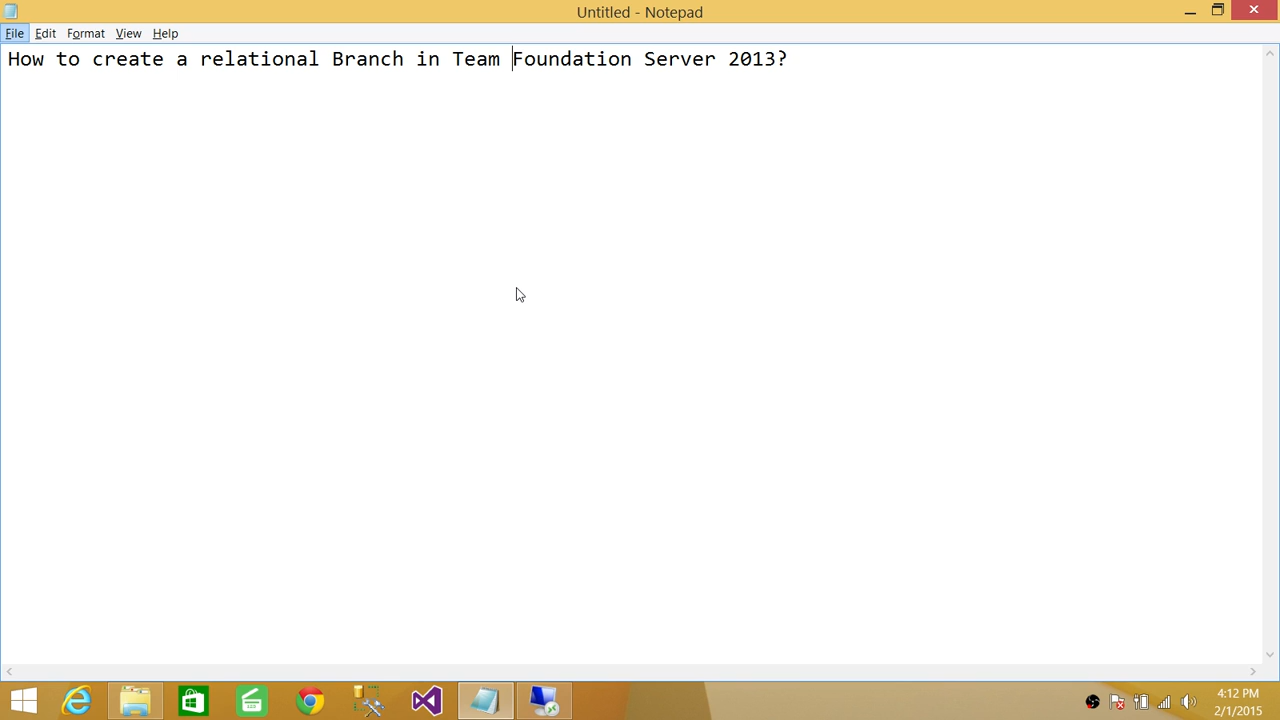 Untitled - Notepad
File Edit Format View Help
How to create a relational Branch in Team Foundation Server 2013?
4:12 PM
2/1/2015